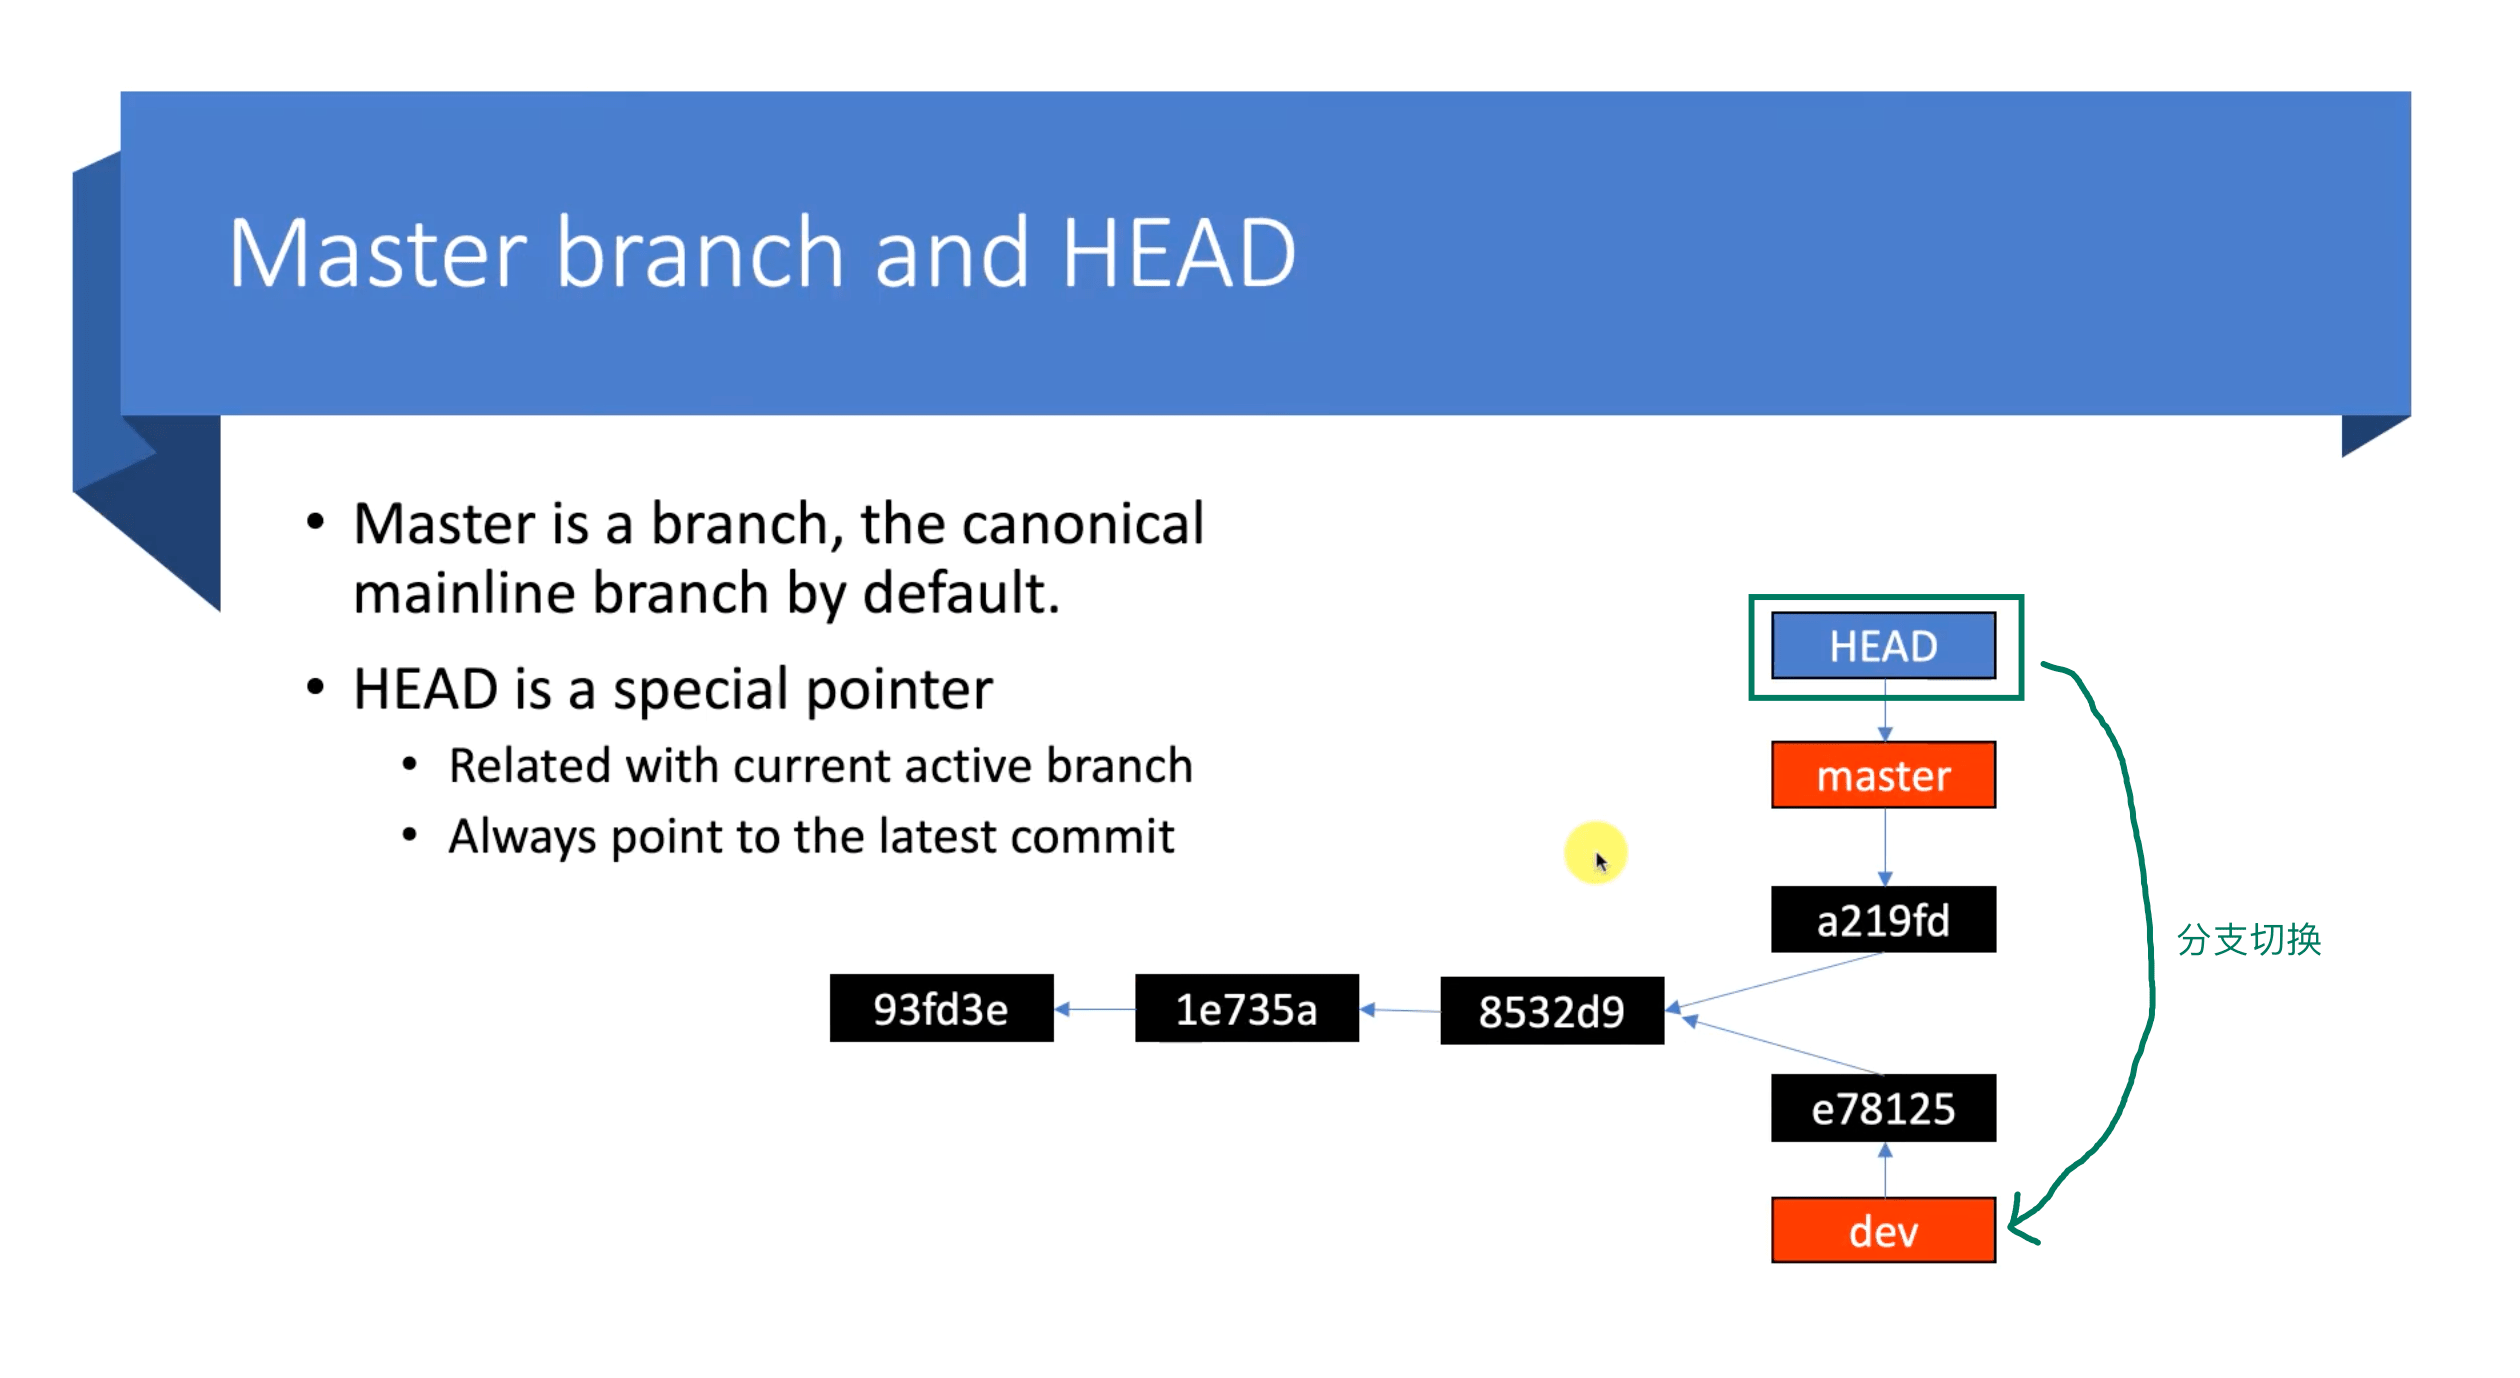 Master branch and HEAD
• Master is a branch, the canonical
mainline branch by default.
• HEAD is a special pointer
• Related with current active branch
• Always point to the latest commit
HEAD
master
a219fd
分支切换
93fd3e
1e735a
8532d9
e78125
dev